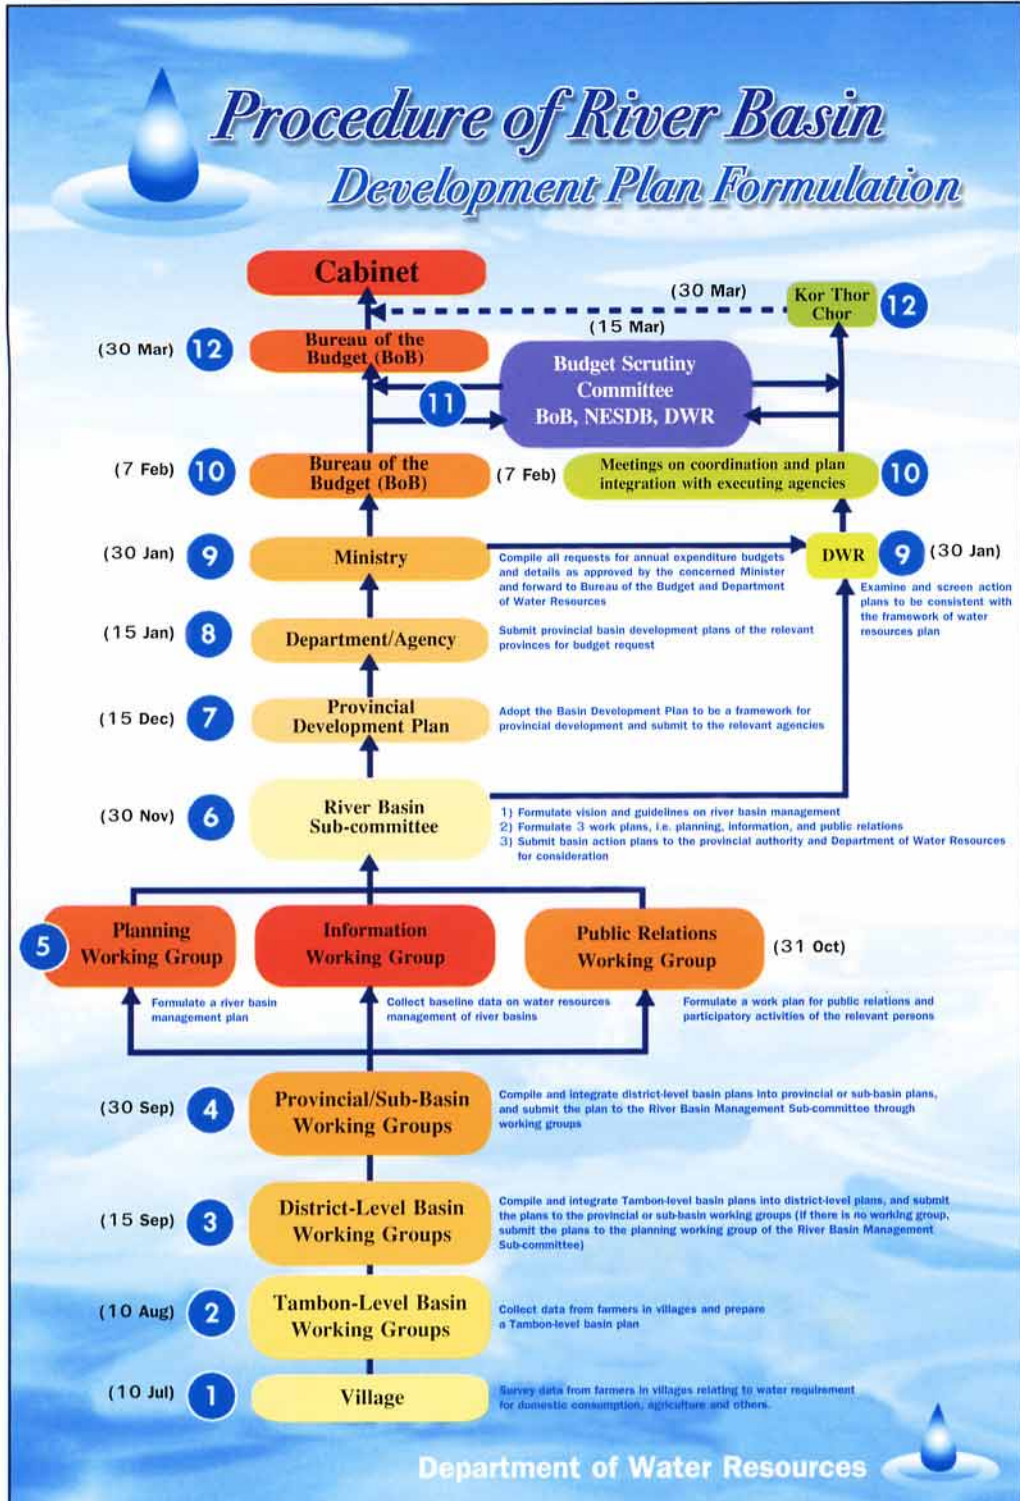 Procedure of River Basin
Development Plan Formulation
Cabinet
(30 Mar)
Kor Thor
Chor
12
(30 Mar)
12
Bureau of the
Budget (BoB)
(15 Mar)
Budget Scrutiny
Committee
BoB, NESDB, DWR
11
(7 Feb)
10
Bureau of the
Budget (BoB)
(7 Feb)
Meetings on coordination and plan
integration with executing agencies
10
(30 Jan)
9
Ministry
Compile all requests for annual expenditure budgets
and details as approved by the concerned Minister
and forward to Bureau of the Budget and Department
of Water Resources
DWR
9
(30 Jan)
Examine and screen action
plans to be consistent with
the framework of water
resources plan
(15 Jan)
8
Department/Agency
Submit provincial basin development plans of the relevant
provinces for budget request
(15 Dec)
7
Provincial
Development Plan
Adopt the Basin Development Plan to be a framework for
provincial development and submit to the relevant agencies
(30 Nov)
6
River Basin
Sub-committee
1) Formulate vision and guidelines on river basin management
2) Formulate 3 work plans, i.e. planning, information, and public relations
3) Submit basin action plans to the provincial authority and Department of Water Resources
for consideration
5
Planning
Working Group
Information
Working Group
Public Relations
Working Group
(31 Oct)
Formulate a river basin
management plan
Collect baseline data on water resources
management of river basins
Formulate a work plan for public relations and
participatory activities of the relevant persons
(30 Sep)
4
Provincial/Sub-Basin
Working Groups
Compile and integrate district-level basin plans into provincial or sub-basin plans,
and submit the plan to the River Basin Management Sub-committee through
working groups
(15 Sep)
3
District-Level Basin
Working Groups
Compile and integrate Tambon-level basin plans into district-level plans, and submit
the plans to the provincial or sub-basin working groups (If there is no working group,
submit the plans to the planning working group of the River Basin Management
Sub-committee)
(10 Aug)
2
Tambon-Level Basin
Working Groups
Collect data from farmers in villages and prepare
a Tambon-level basin plan
(10 Jul)
1
Village
Survey data from farmers in villages relating to water requirement
for domestic consumption, agriculture and others.
Department of Water Resources